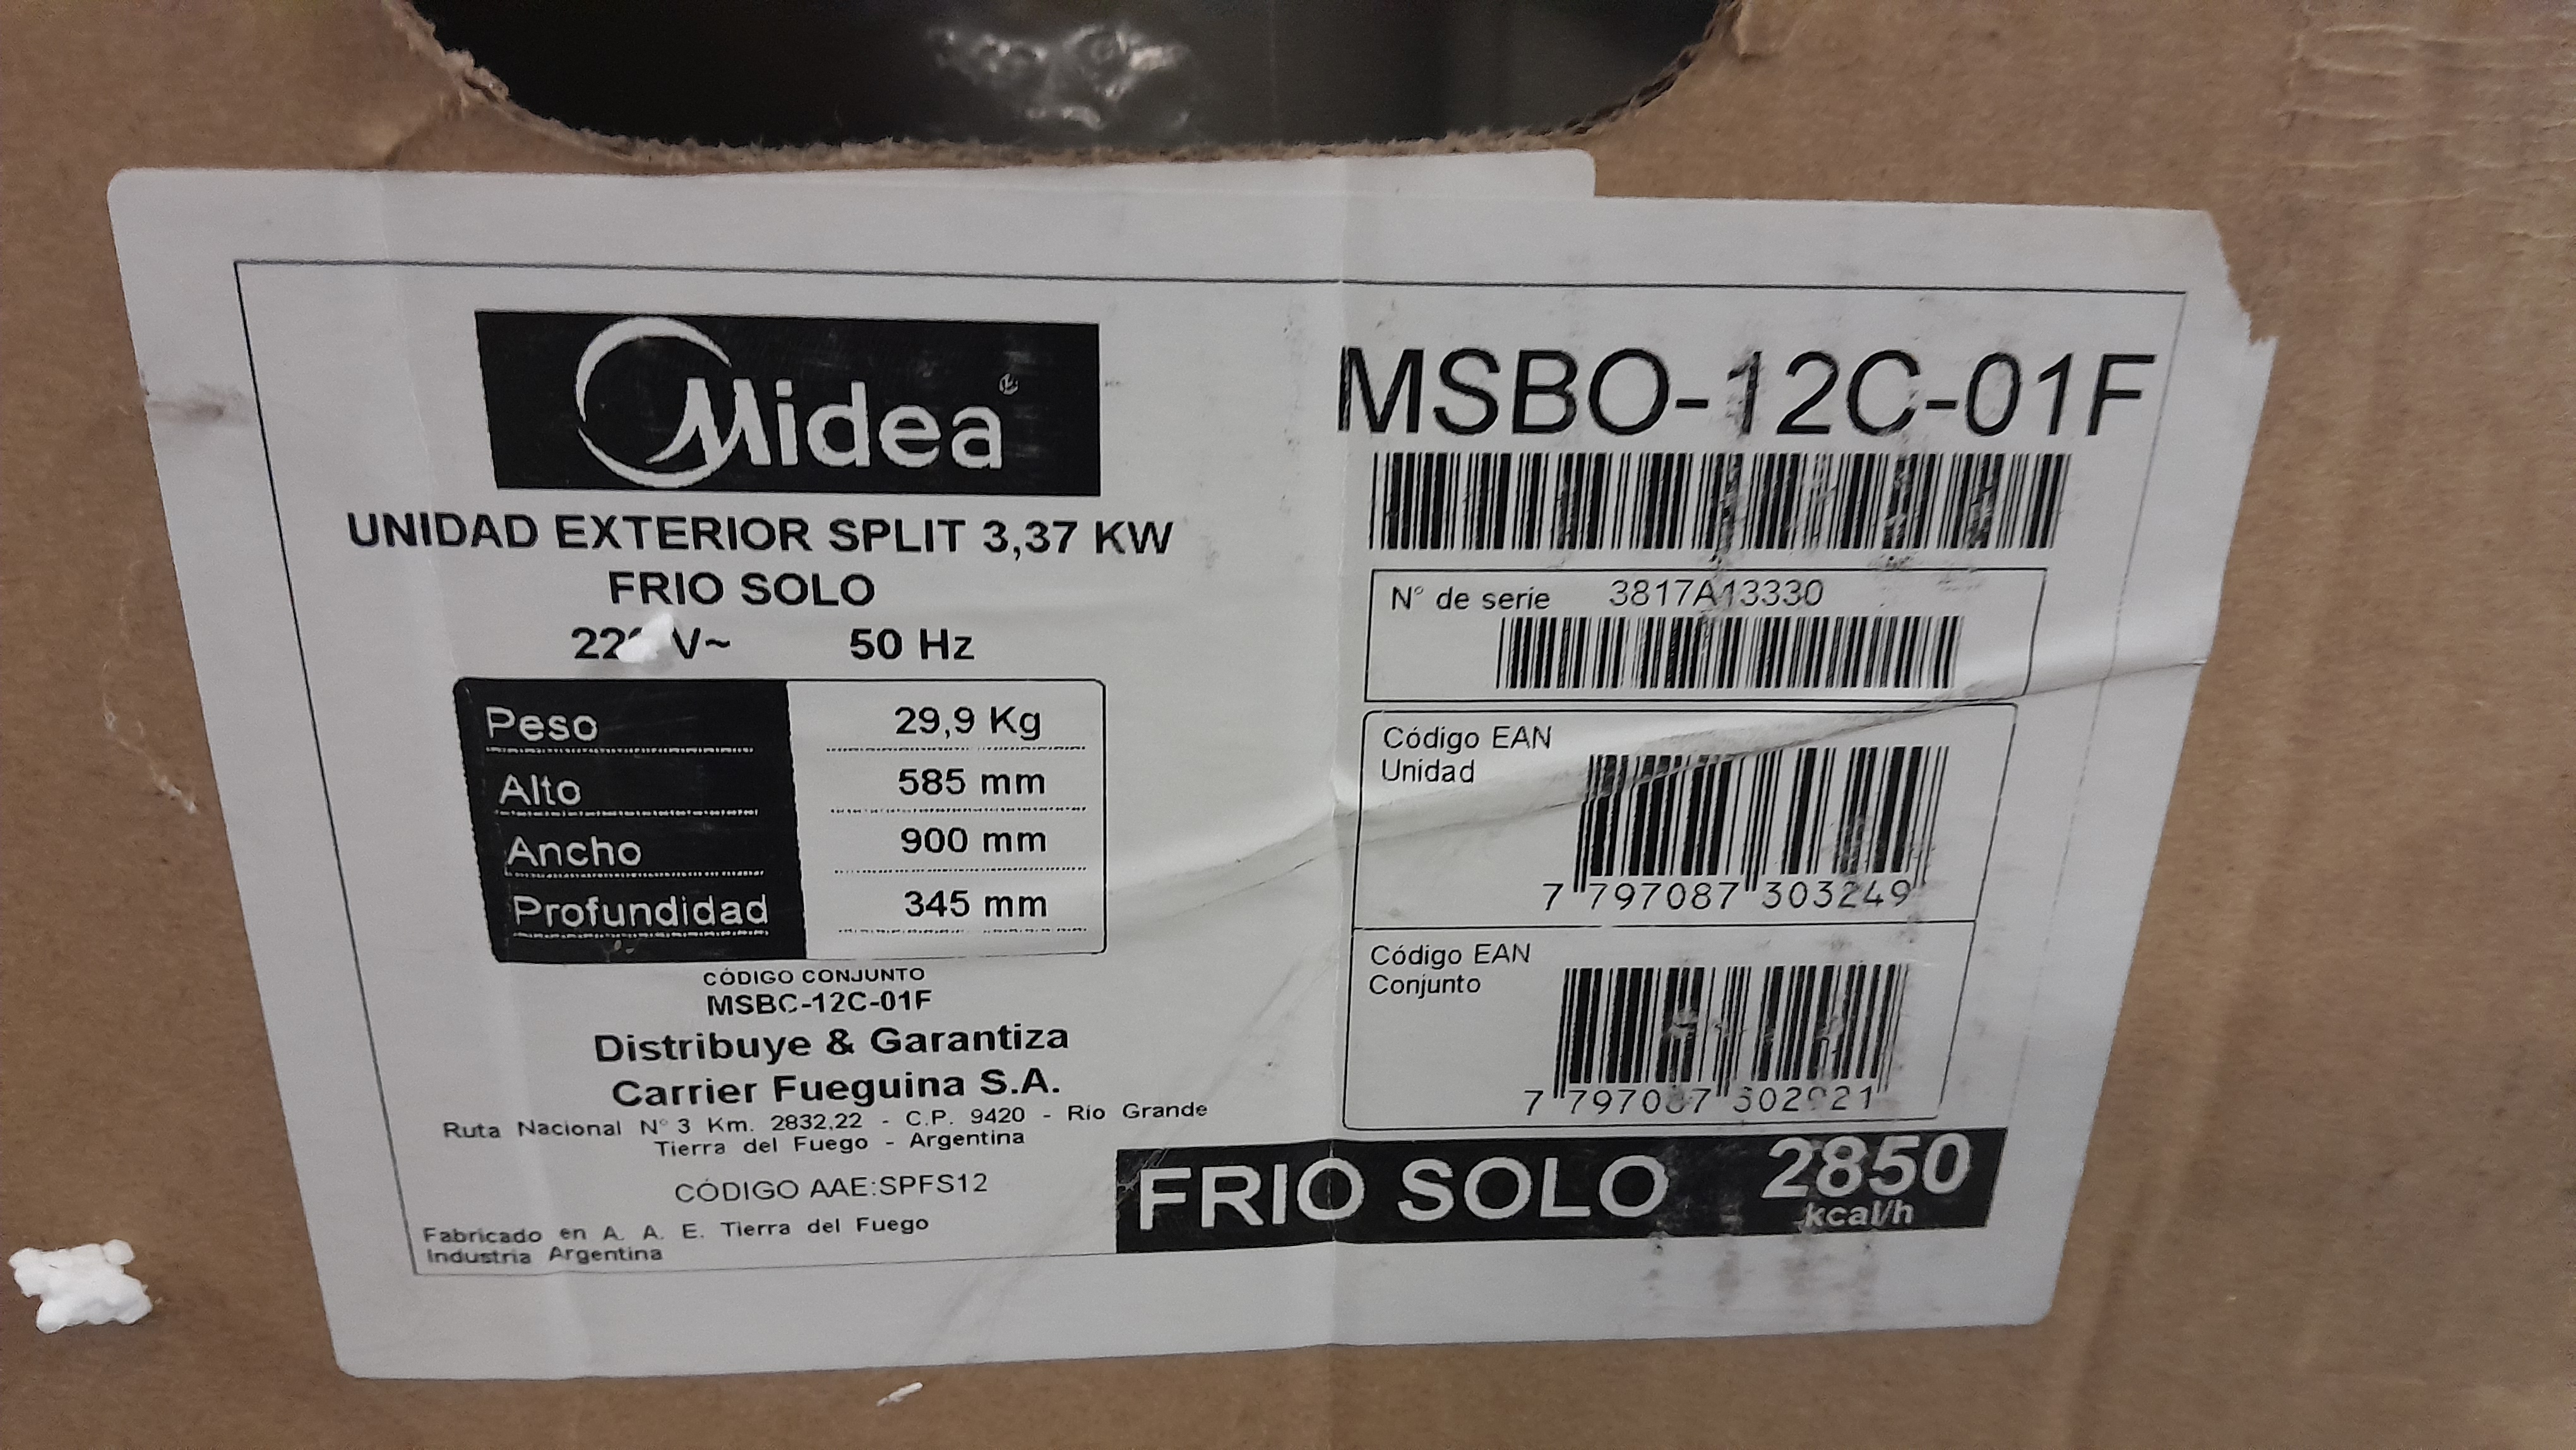 Midea
UNIDAD EXTERIOR SPLIT 3,37 KW
FRIO SOLO
V~ 50 Hz
Peso 29,9 Kg
Alto 585 mm
Ancho 900 mm
Profundidad 345 mm
CÓDIGO CONJUNTO
MSBC-12C-01F
Distribuye & Garantiza
Carrier Fueguina S.A.
Ruta Nacional N° 3 Km. 2832,22 - C.P. 9420 - Rio Grande
Tierra del Fuego - Argentina
CÓDIGO AAE:SPFS12
Fabricado en A. A. E. Tierra del Fuego
Industria Argentina
MSBO-12C-01F
N° de serie 3817A13330
Código EAN
Unidad
7 797087 303249
Código EAN
Conjunto
7
FRIO SOLO 2850
kcal/h